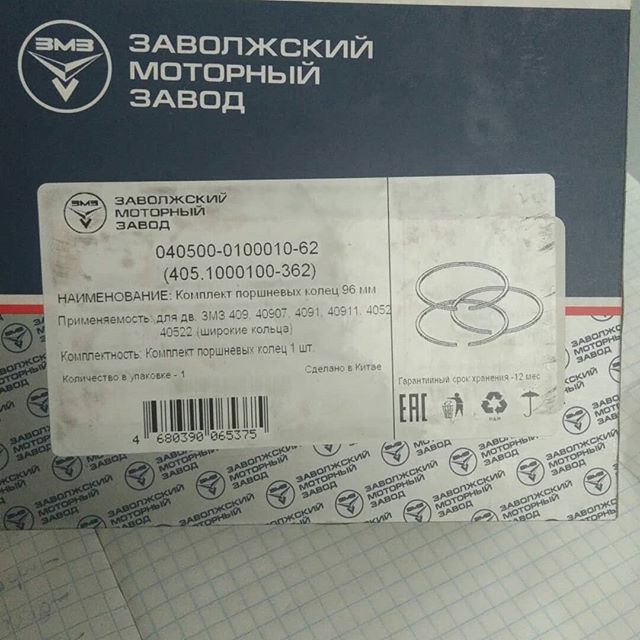 ЗМЗ
ЗАВОЛЖСКИЙ
МОТОРНЫЙ
ЗАВОД
ЗМЗ
ЗАВОЛЖСКИЙ
МОТОРНЫЙ
ЗАВОД
040500-0100010-62
(405.1000100-362)
НАИМЕНОВАНИЕ: Комплект поршневых колец 96 мм
Применяемость: для дв. ЗМЗ 409, 40907, 4091, 40911, 4052
40522 (широкие кольца)
Комплектность: Комплект поршневых колец 1 шт.
Количество в упаковке - 1
Сделано в Китае
4 680390 065375
Гарантийный срок хранения -12 мес
ЕАС
ЗАВОЛЖСКИЙ
МОТОРНЫЙ
ЗАВОД